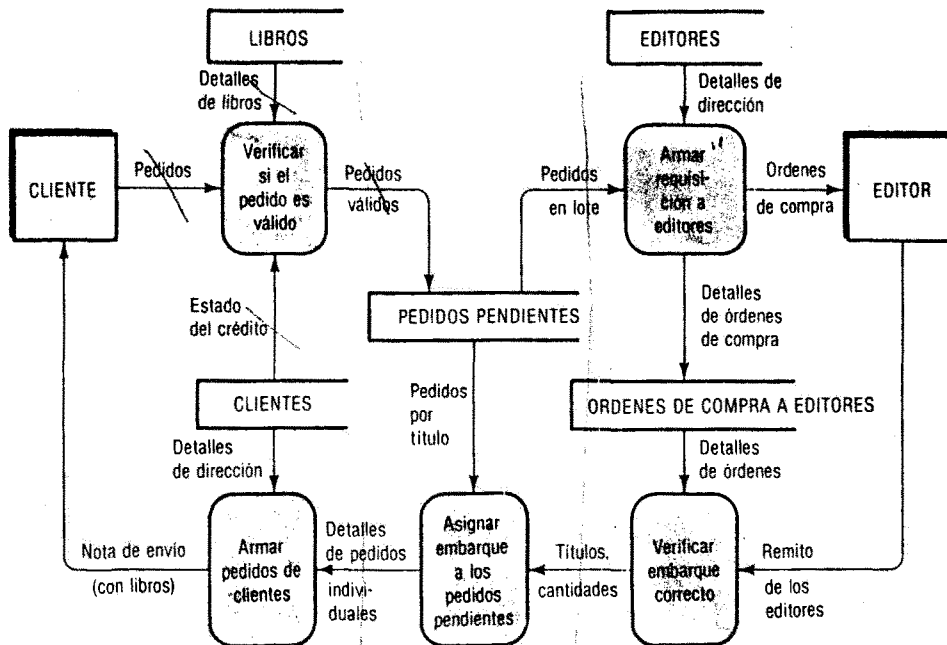 LIBROS
EDITORES
Detalles
de libros
Detalles de
dirección
CLIENTE
Pedidos
Verificar
si el
pedido es
válido
Pedidos
válidos
Pedidos
en lote
Armar
requisi-
ción a
editores
Ordenes
de compra
EDITOR
Estado
del crédito
PEDIDOS PENDIENTES
Detalles
de órdenes
de compra
CLIENTES
Pedidos
por
título
ORDENES DE COMPRA A EDITORES
Detalles
de dirección
Detalles
de órdenes
Nota de envío
(con libros)
Armar
pedidos de
clientes
Detalles
de pedidos
indivi-
duales
Asignar
embarque
a los
pedidos
pendientes
Títulos,
cantidades
Verificar
embarque
correcto
Remito
de los
editores